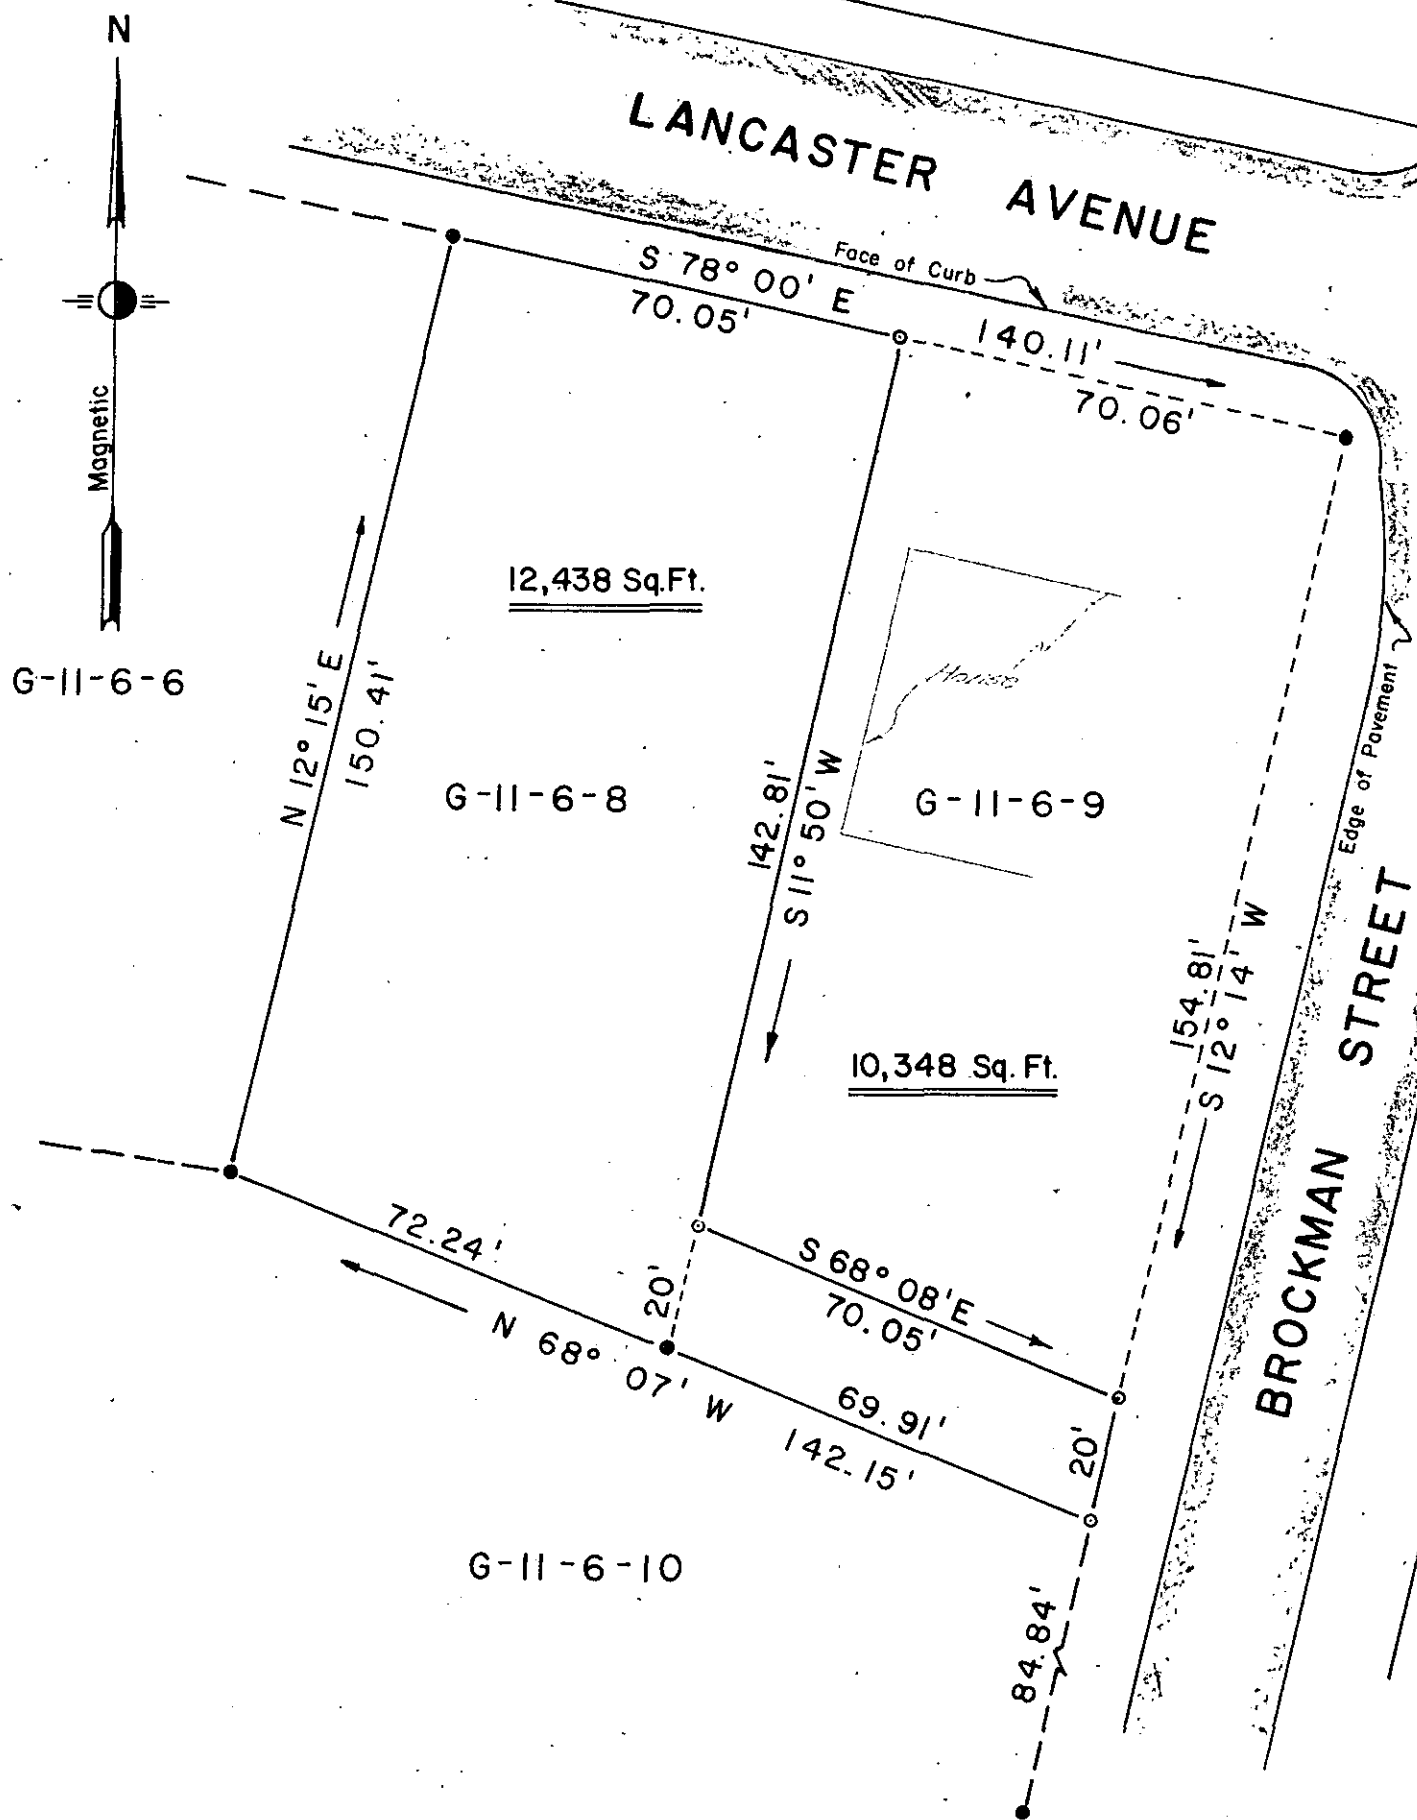 N
LANCASTER AVENUE
Face of Curb
S 78° 00' E
70.05'
140.11'
70.06'
Magnetic
12,438 Sq.Ft.
G-11-6-6
N 12° 15' E
150.41'
House
G-11-6-8
142.81'
S 11° 50' W
G-11-6-9
Edge of Pavement
154.81'
S 12° 14' W
10,348 Sq. Ft.
BROCKMAN STREET
72.24'
20'
S 68° 08' E
70.05'
N 68° 07' W
69.91'
142.15'
20'
G-11-6-10
84.84'